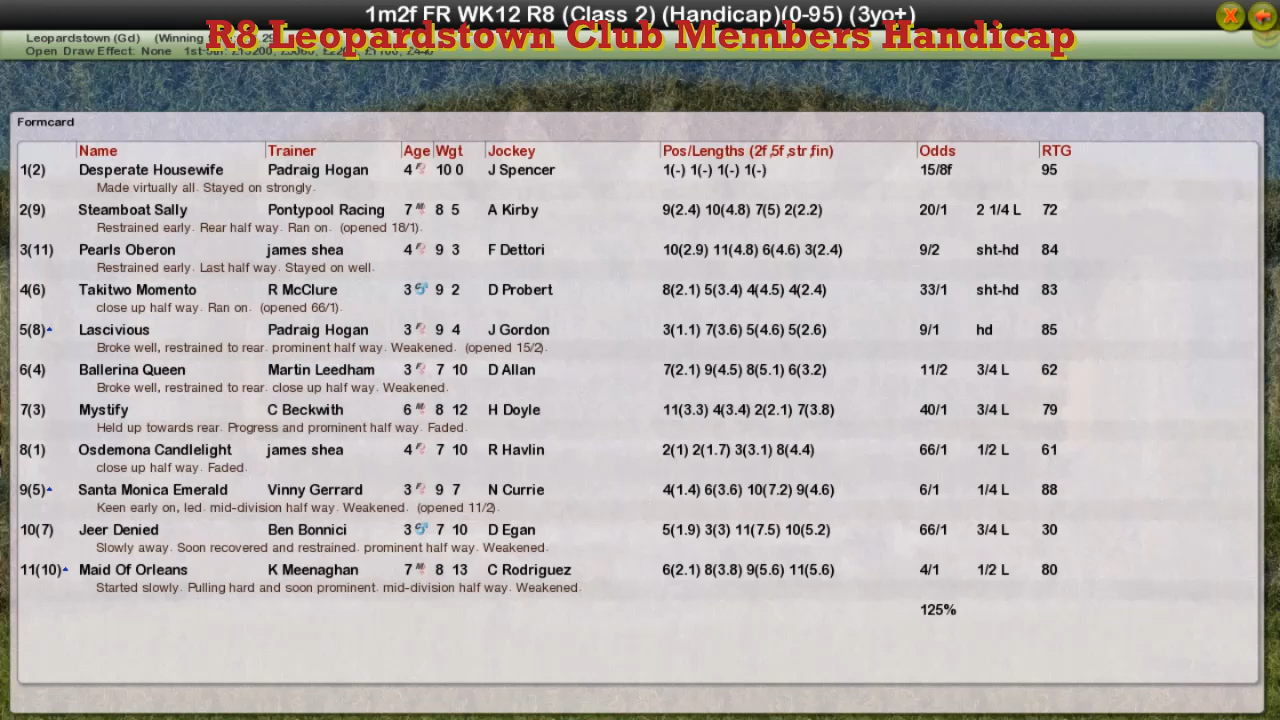 1m2f FR WK12 R8 (Class 2) (Handicap)(0-95) (3yo+)
R8 Leopardstown Club Members Handicap
Leopardstown (Gd) (Winning
Open Draw Effect: None
Formcard
Name Trainer Age Wgt Jockey Pos/Lengths (2f,5f,str,fin) Odds RTG
1(2) Desperate Housewife Padraig Hogan 4 10 0 J Spencer 1(-) 1(-) 1(-) 1(-) 15/8f 95
Made virtually all. Stayed on strongly.
2(9) Steamboat Sally Pontypool Racing 7 8 5 A Kirby 9(2.4) 10(4.8) 7(5) 2(2.2) 20/1 2 1/4 L 72
Restrained early. Rear half way. Ran on. (opened 18/1).
3(11) Pearls Oberon james shea 4 9 3 F Dettori 10(2.9) 11(4.8) 6(4.6) 3(2.4) 9/2 sht-hd 84
Restrained early. Last half way. Stayed on well.
4(6) Takitwo Momento R McClure 3 9 2 D Probert 8(2.1) 5(3.4) 4(4.5) 4(2.4) 33/1 sht-hd 83
close up half way. Ran on. (opened 66/1).
5(8) Lascivious Padraig Hogan 3 9 4 J Gordon 3(1.1) 7(3.6) 5(4.6) 5(2.6) 9/1 hd 85
Broke well, restrained to rear. prominent half way. Weakened. (opened 15/2).
6(4) Ballerina Queen Martin Leedham 3 7 10 D Allan 7(2.1) 9(4.5) 8(5.1) 6(3.2) 11/2 3/4 L 62
Broke well, restrained to rear. close up half way. Weakened.
7(3) Mystify C Beckwith 6 8 12 H Doyle 11(3.3) 4(3.4) 2(2.1) 7(3.8) 40/1 3/4 L 79
Held up towards rear. Progress and prominent half way. Faded.
8(1) Osdemona Candlelight james shea 4 7 10 R Havlin 2(1) 2(1.7) 3(3.1) 8(4.4) 66/1 1/2 L 61
close up half way. Faded.
9(5) Santa Monica Emerald Vinny Gerrard 3 9 7 N Currie 4(1.4) 6(3.6) 10(7.2) 9(4.6) 6/1 1/4 L 88
Keen early on, led. mid-division half way. Weakened. (opened 11/2).
10(7) Jeer Denied Ben Bonnici 3 7 10 D Egan 5(1.9) 3(3) 11(7.5) 10(5.2) 66/1 3/4 L 30
Slowly away. Soon recovered and restrained. prominent half way. Weakened.
11(10) Maid Of Orleans K Meenaghan 7 8 13 C Rodriguez 6(2.1) 8(3.8) 9(5.6) 11(5.6) 4/1 1/2 L 80
Started slowly. Pulling hard and soon prominent. mid-division half way. Weakened.
125%